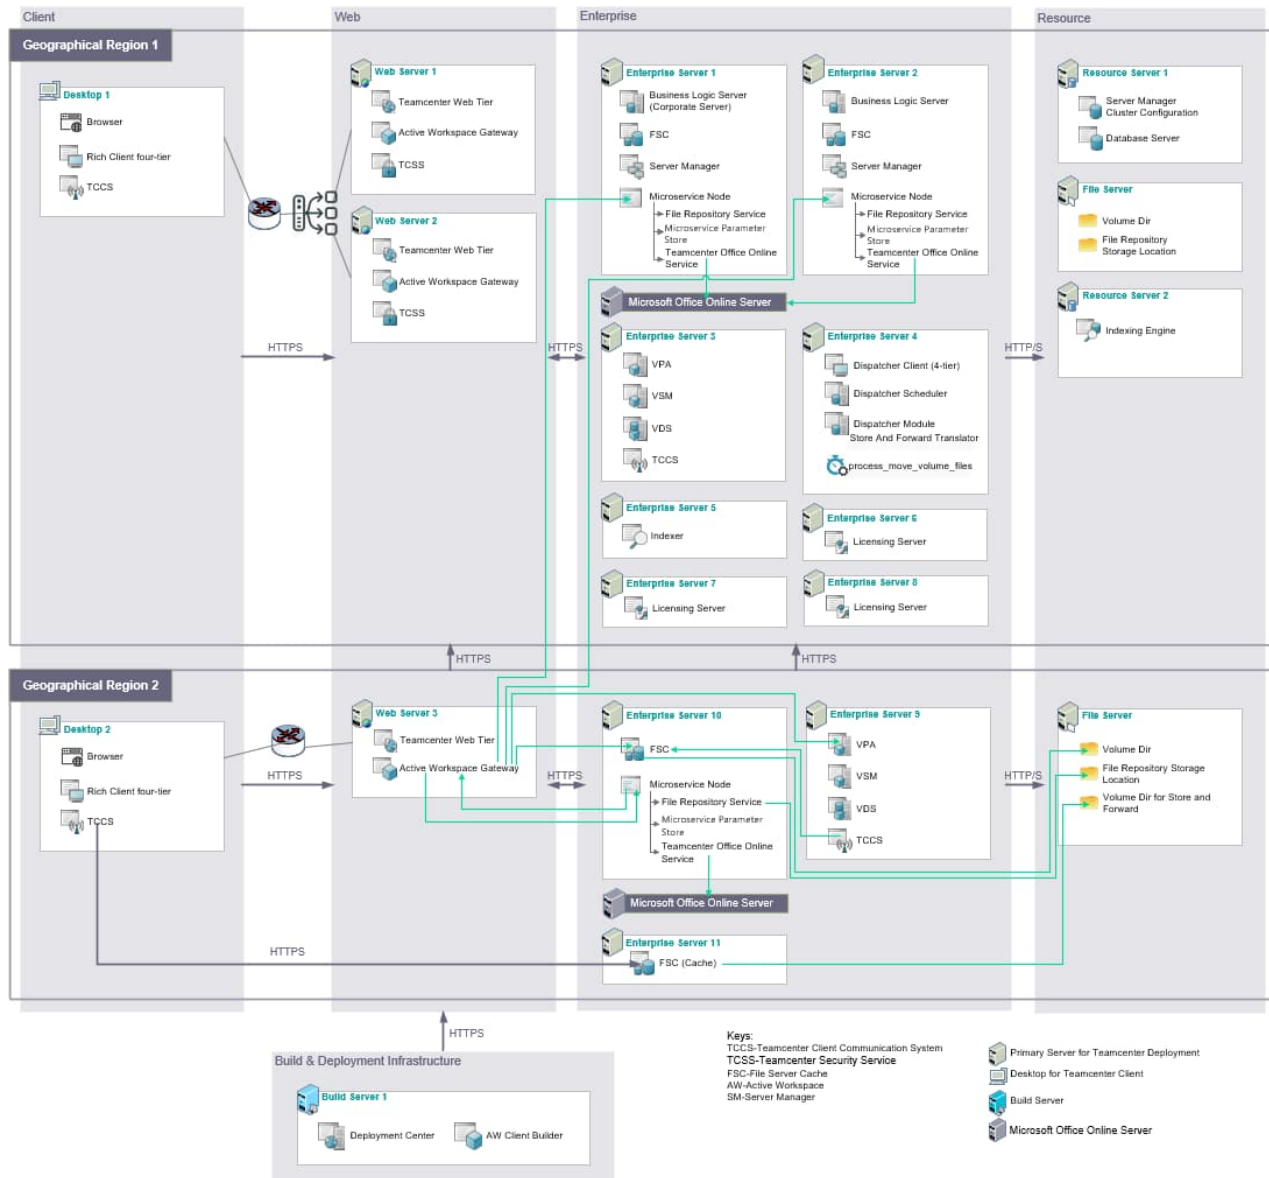 Client
Web
Enterprise
Resource
Geographical Region 1
Desktop 1
Browser
Rich Client four-tier
TCCS
Web Server 1
Teamcenter Web Tier
Active Workspace Gateway
TCSS
Web Server 2
Teamcenter Web Tier
Active Workspace Gateway
TCSS
Enterprise Server 1
Business Logic Server
(Corporate Server)
FSC
Server Manager
Microservice Node
File Repository Service
Microservice Parameter
Store
Teamcenter Office Online
Service
Enterprise Server 2
Business Logic Server
FSC
Server Manager
Microservice Node
File Repository Service
Microservice Parameter
Store
Teamcenter Office Online
Service
Microsoft Office Online Server
Enterprise Server 3
VPA
VSM
VDS
TCCS
Enterprise Server 4
Dispatcher Client (4-tier)
Dispatcher Scheduler
Dispatcher Module
Store And Forward Translator
process_move_volume_files
Enterprise Server 5
Indexer
Enterprise Server 6
Licensing Server
Enterprise Server 7
Licensing Server
Enterprise Server 8
Licensing Server
Resource Server 1
Server Manager
Cluster Configuration
Database Server
File Server
Volume Dir
File Repository
Storage Location
Resource Server 2
Indexing Engine
HTTPS
HTTPS
HTTP/S
HTTPS
HTTPS
Geographical Region 2
Desktop 2
Browser
Rich Client four-tier
TCCS
HTTPS
Web Server 3
Teamcenter Web Tier
Active Workspace Gateway
HTTPS
Enterprise Server 10
FSC
Microservice Node
File Repository Service
Microservice Parameter
Store
Teamcenter Office Online
Service
Enterprise Server 9
VPA
VSM
VDS
TCCS
HTTP/S
File Server
Volume Dir
File Repository Storage
Location
Volume Dir for Store and
Forward
Microsoft Office Online Server
HTTPS
Enterprise Server 11
FSC (Cache)
HTTPS
Build & Deployment Infrastructure
Build Server 1
Deployment Center
AW Client Builder
Keys:
TCCS-Teamcenter Client Communication System
TCSS-Teamcenter Security Service
FSC-File Server Cache
AW-Active Workspace
SM-Server Manager
Primary Server for Teamcenter Deployment
Desktop for Teamcenter Client
Build Server
Microsoft Office Online Server